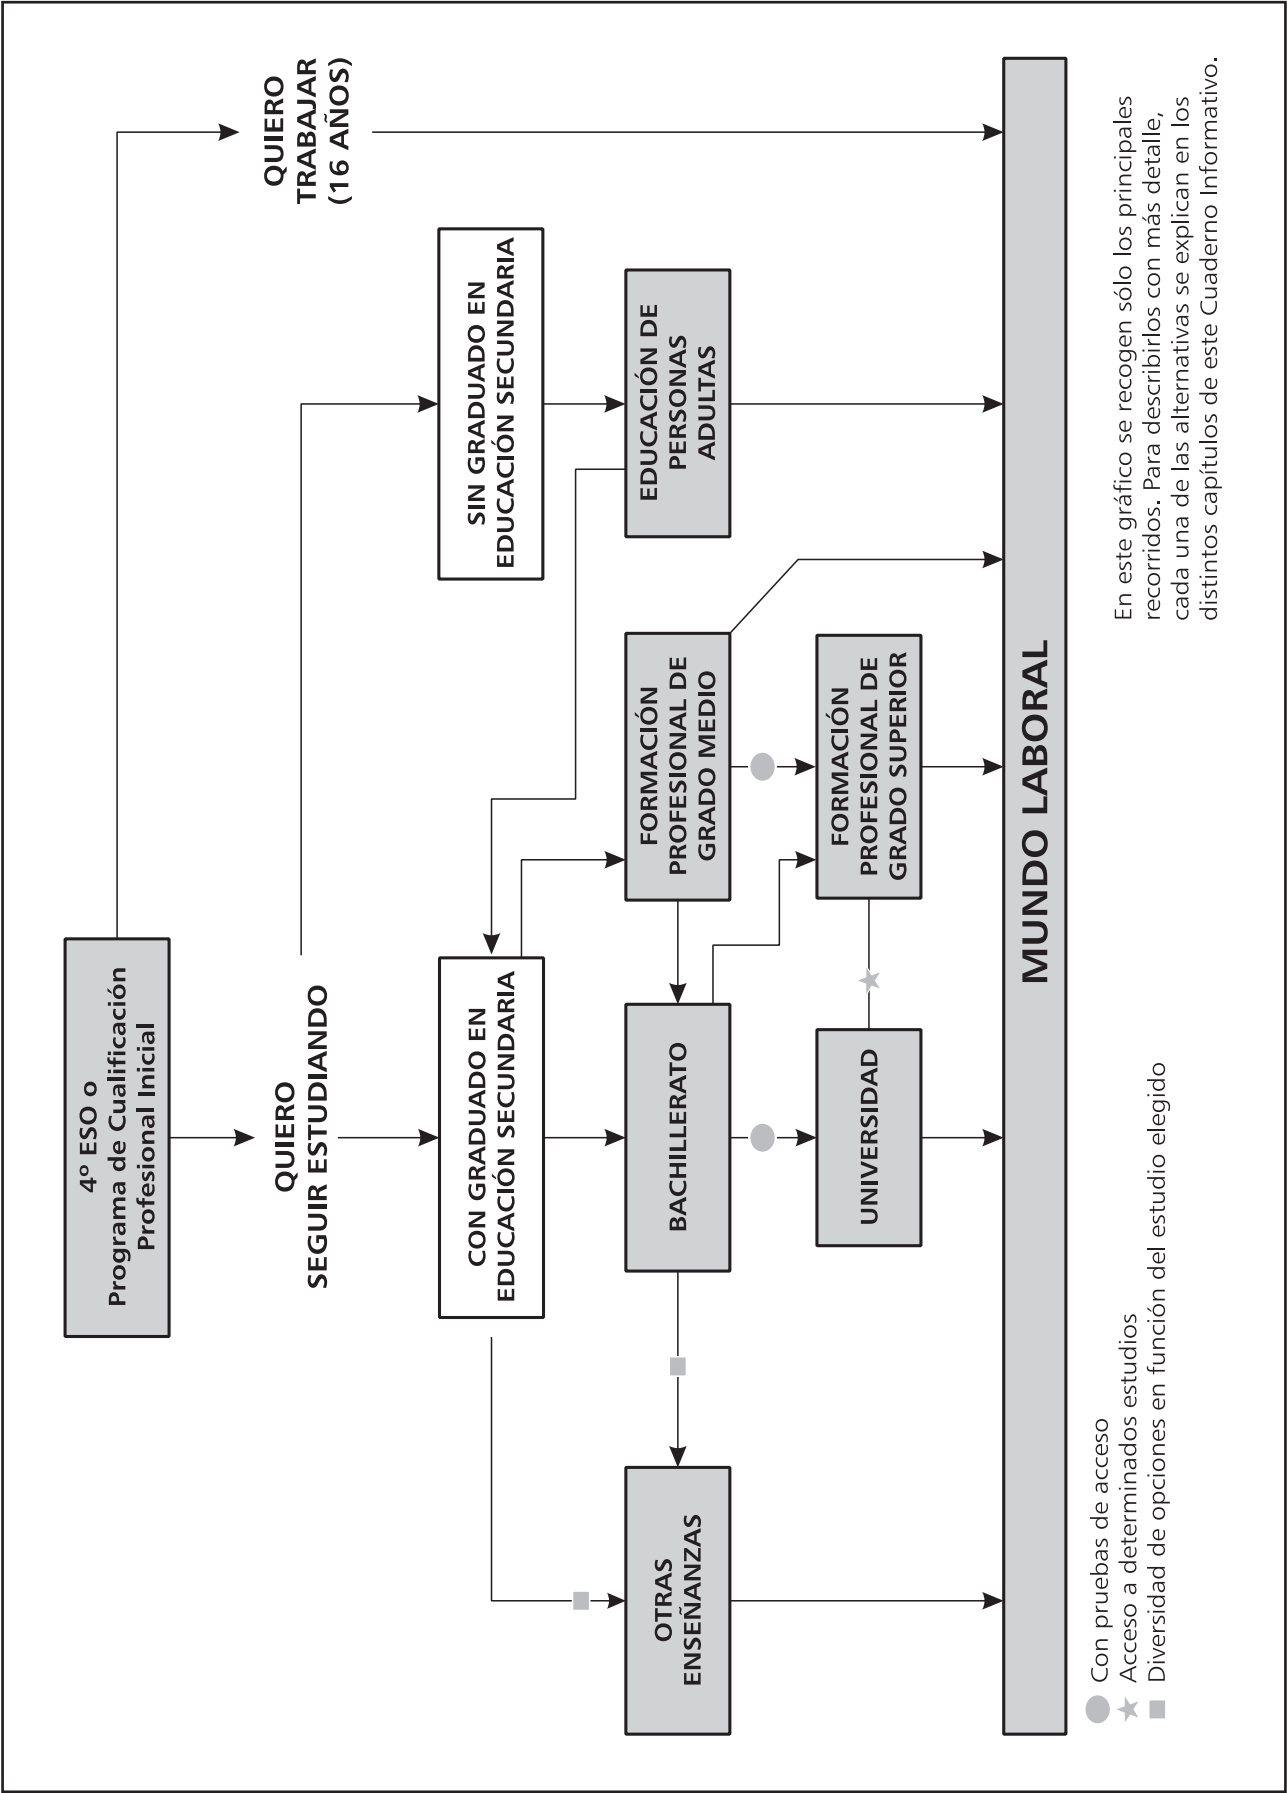 4º ESO o
Programa de Cualificación
Profesional Inicial
QUIERO
SEGUIR ESTUDIANDO
QUIERO
TRABAJAR
(16 AÑOS)
CON GRADUADO EN
EDUCACIÓN SECUNDARIA
SIN GRADUADO EN
EDUCACIÓN SECUNDARIA
OTRAS
ENSEÑANZAS
BACHILLERATO
FORMACIÓN
PROFESIONAL DE
GRADO MEDIO
EDUCACIÓN DE
PERSONAS
ADULTAS
UNIVERSIDAD
FORMACIÓN
PROFESIONAL DE
GRADO SUPERIOR
MUNDO LABORAL
Con pruebas de acceso
Acceso a determinados estudios
Diversidad de opciones en función del estudio elegido
En este gráfico se recogen sólo los principales
recorridos. Para describirlos con más detalle,
cada una de las alternativas se explican en los
distintos capítulos de este Cuaderno Informativo.